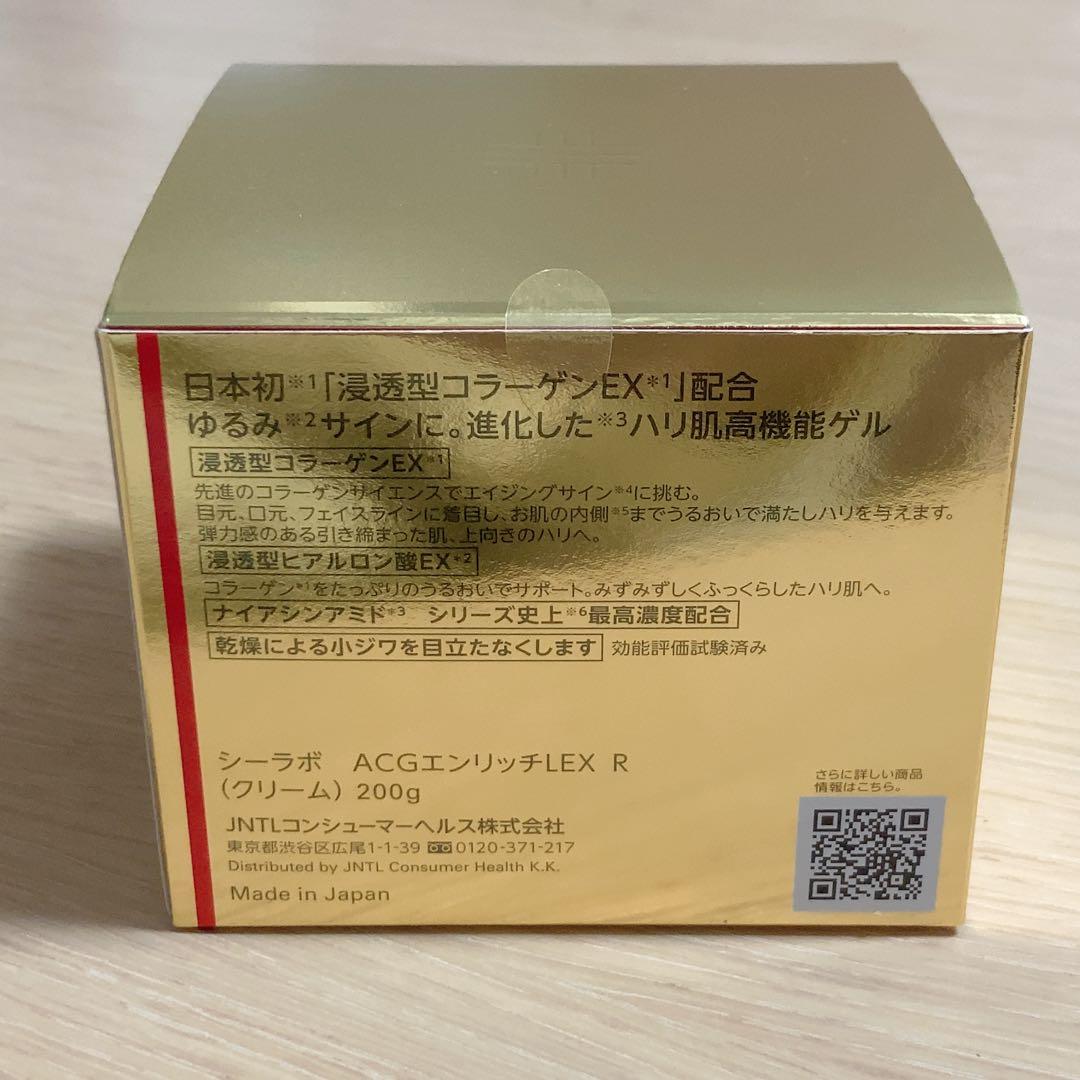 日本初※1「浸透型コラーゲンEX*1」配合
ゆるみ※2サインに。進化した※3ハリ肌高機能ゲル
浸透型コラーゲンEX*1
先進のコラーゲンサイエンスでエイジングサイン※4に挑む。
目元、口元、フェイスラインに着目し、お肌の内側※5までうるおいで満たしハリを与えます。
弾力感のある引き締まった肌、上向きのハリへ。
浸透型ヒアルロン酸EX*2
コラーゲン*1をたっぷりのうるおいでサポート。みずみずしくふっくらしたハリ肌へ。
ナイアシンアミド*3 シリーズ史上※6最高濃度配合
乾燥による小ジワを目立たなくします 効能評価試験済み
シーラボ ACGエンリッチLEX R
(クリーム) 200g
さらに詳しい商品
情報はこちら。
JNTLコンシューマーヘルス株式会社
東京都渋谷区広尾1-1-39 0120-371-217
Distributed by JNTL Consumer Health K.K.
Made in Japan